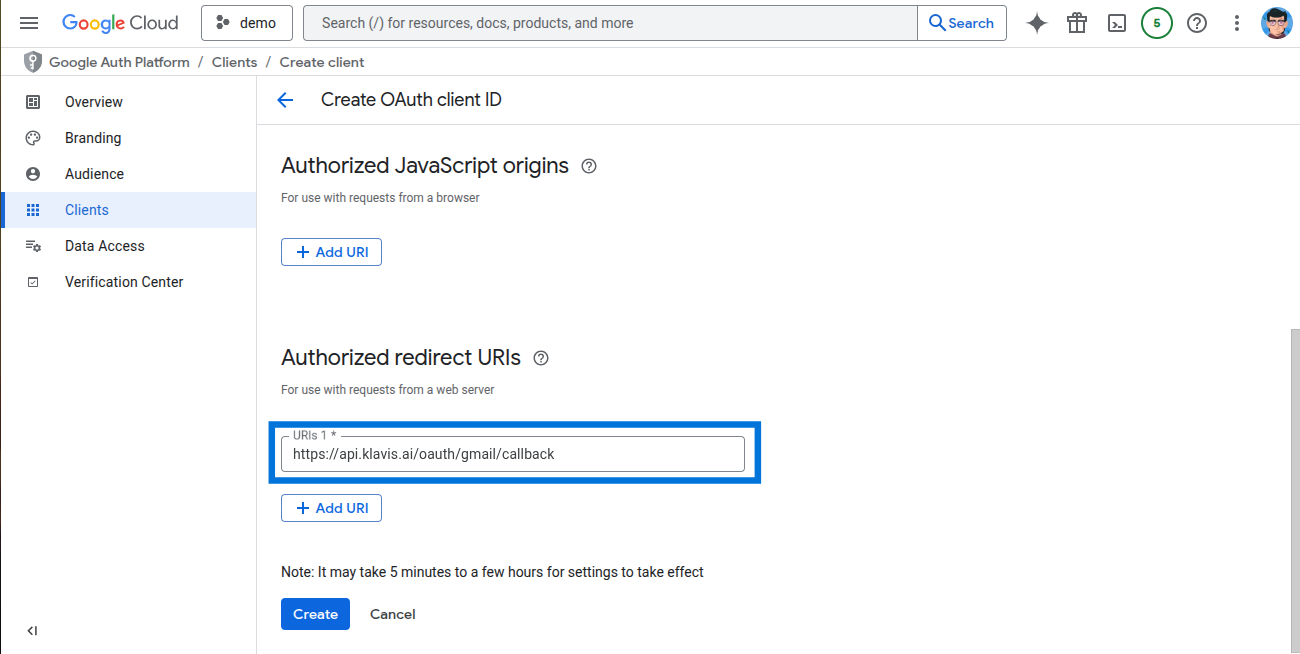 Google Cloud demo Search (/) for resources, docs, products, and more Search 5
Google Auth Platform / Clients / Create client
Overview
Branding
Audience
Clients
Data Access
Verification Center
Create OAuth client ID
Authorized JavaScript origins
For use with requests from a browser
+ Add URI
Authorized redirect URIs
For use with requests from a web server
URIs 1 *
https://api.klavis.ai/oauth/gmail/callback
+ Add URI
Note: It may take 5 minutes to a few hours for settings to take effect
Create Cancel